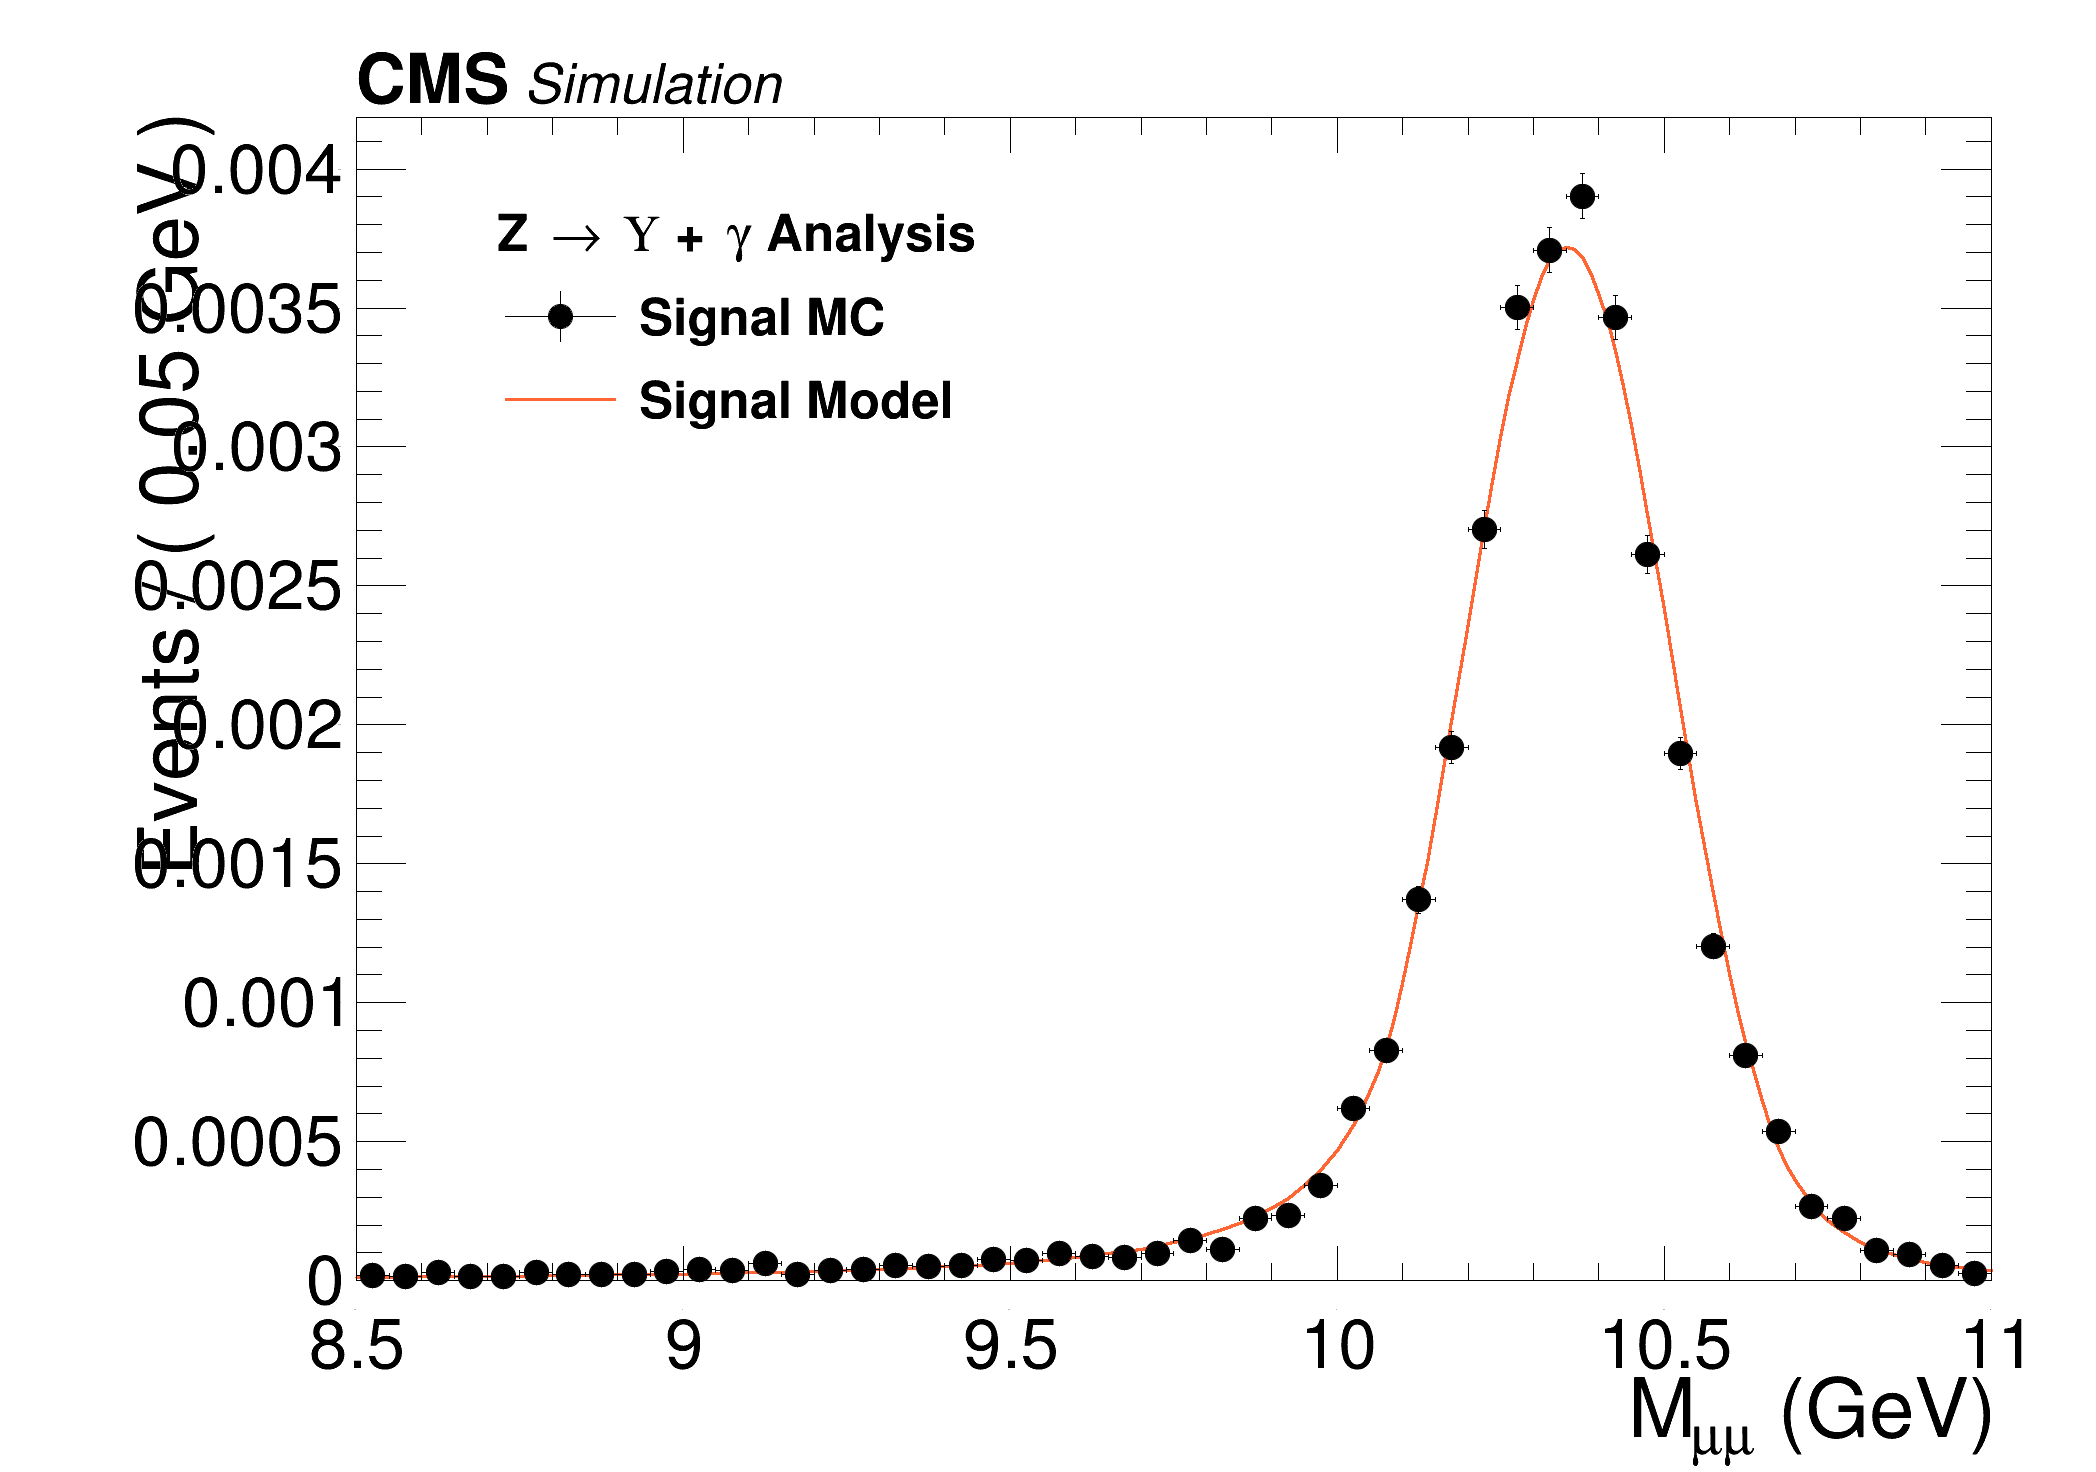 CMS Simulation
Events / ( 0.05 GeV)
0.004
0.0035
0.003
0.0025
0.002
0.0015
0.001
0.0005
0
Z → Υ + γ Analysis
Signal MC
Signal Model
8.5 9 9.5 10 10.5 11
Mμμ (GeV)